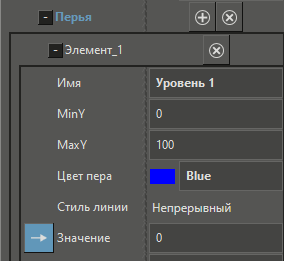 Перья
Элемент_1
Имя Уровень 1
MinY 0
MaxY 100
Цвет пера Blue
Стиль линии Непрерывный
Значение 0